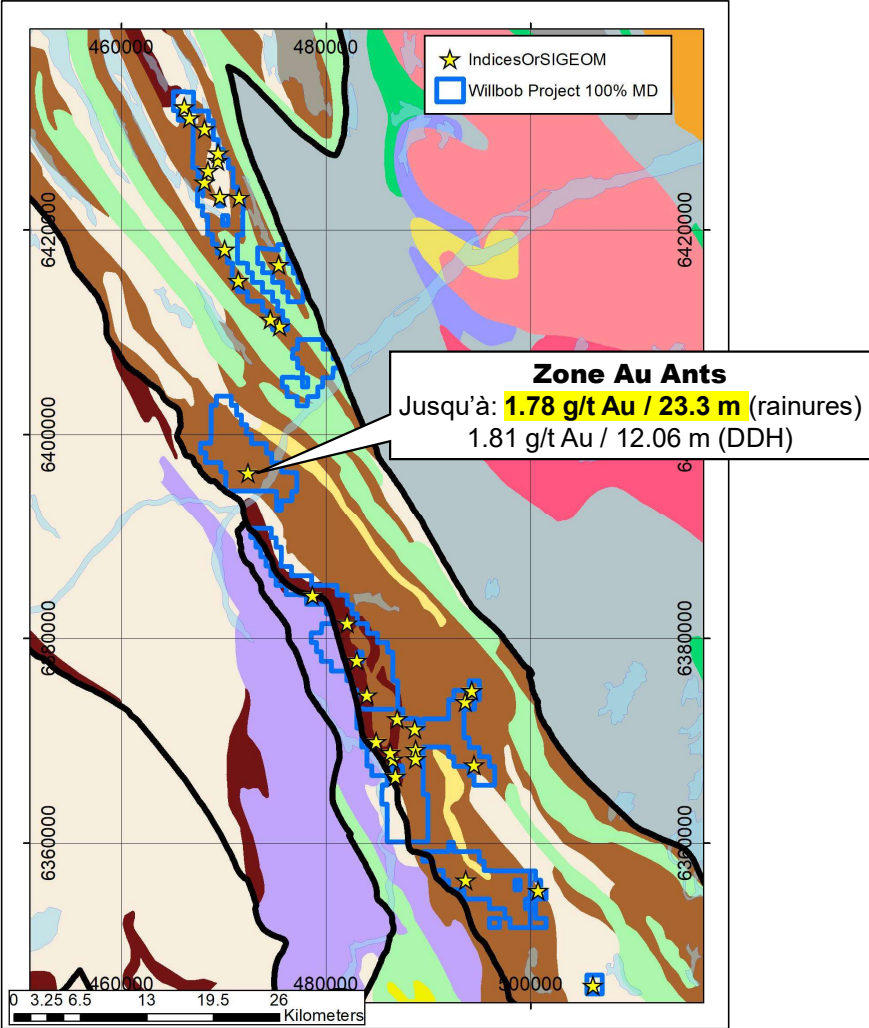 460000
480000
IndicesOrSIGEOM
Willbob Project 100% MD
6420000
6420000
Zone Au Ants
Jusqu'à: 1.78 g/t Au / 23.3 m (rainures)
1.81 g/t Au / 12.06 m (DDH)
6400000
6380000
6380000
6360000
6360000
460000
480000
500000
0 3.25 6.5 13 19.5 26
Kilometers